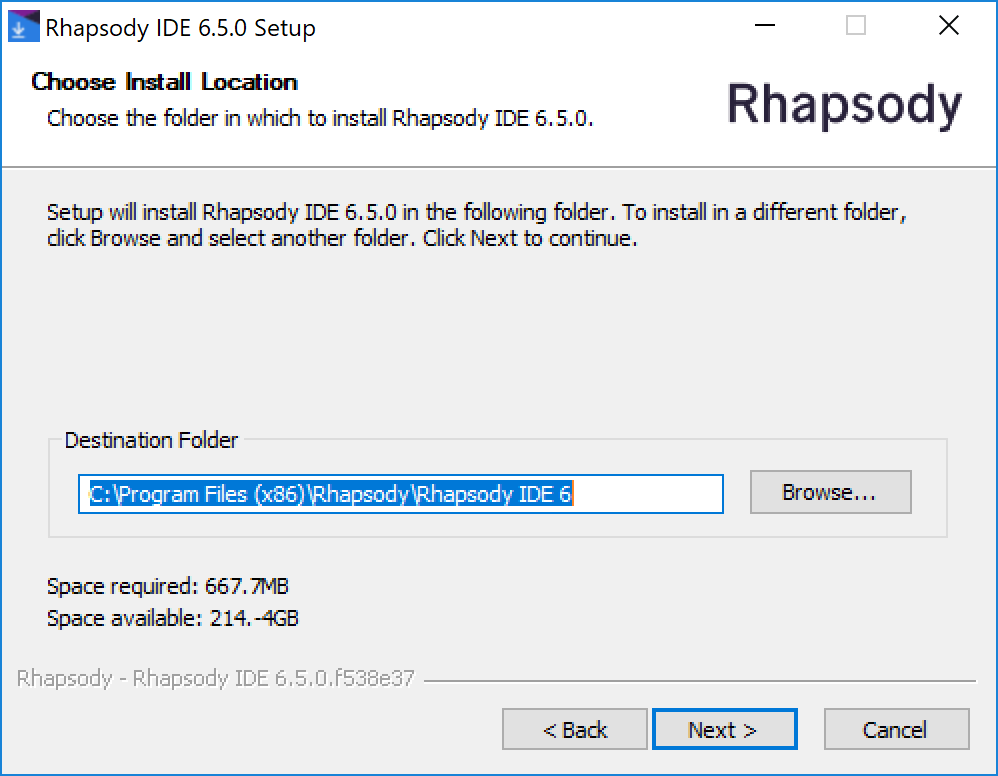 Rhapsody IDE 6.5.0 Setup
Choose Install Location
Choose the folder in which to install Rhapsody IDE 6.5.0.
Rhapsody
Setup will install Rhapsody IDE 6.5.0 in the following folder. To install in a different folder,
click Browse and select another folder. Click Next to continue.
Destination Folder
C:\Program Files (x86)\Rhapsody\Rhapsody IDE 6
Browse...
Space required: 667.7MB
Space available: 214.-4GB
Rhapsody - Rhapsody IDE 6.5.0.f538e37
< Back
Next >
Cancel